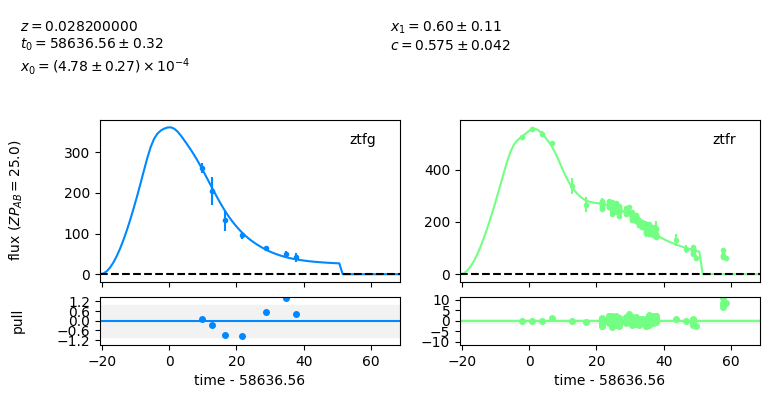 z = 0.028200000
t₀ = 58636.56 ± 0.32
x₀ = (4.78 ± 0.27) × 10⁻⁴
x₁ = 0.60 ± 0.11
c = 0.575 ± 0.042
flux (ZP_AB = 25.0)
300
200
100
0
ztfg
400
200
0
ztfr
pull
1.2
0.6
0.0
−0.6
−1.2
−20 0 20 40 60
time - 58636.56
10
5
0
−5
−10
−20 0 20 40 60
time - 58636.56